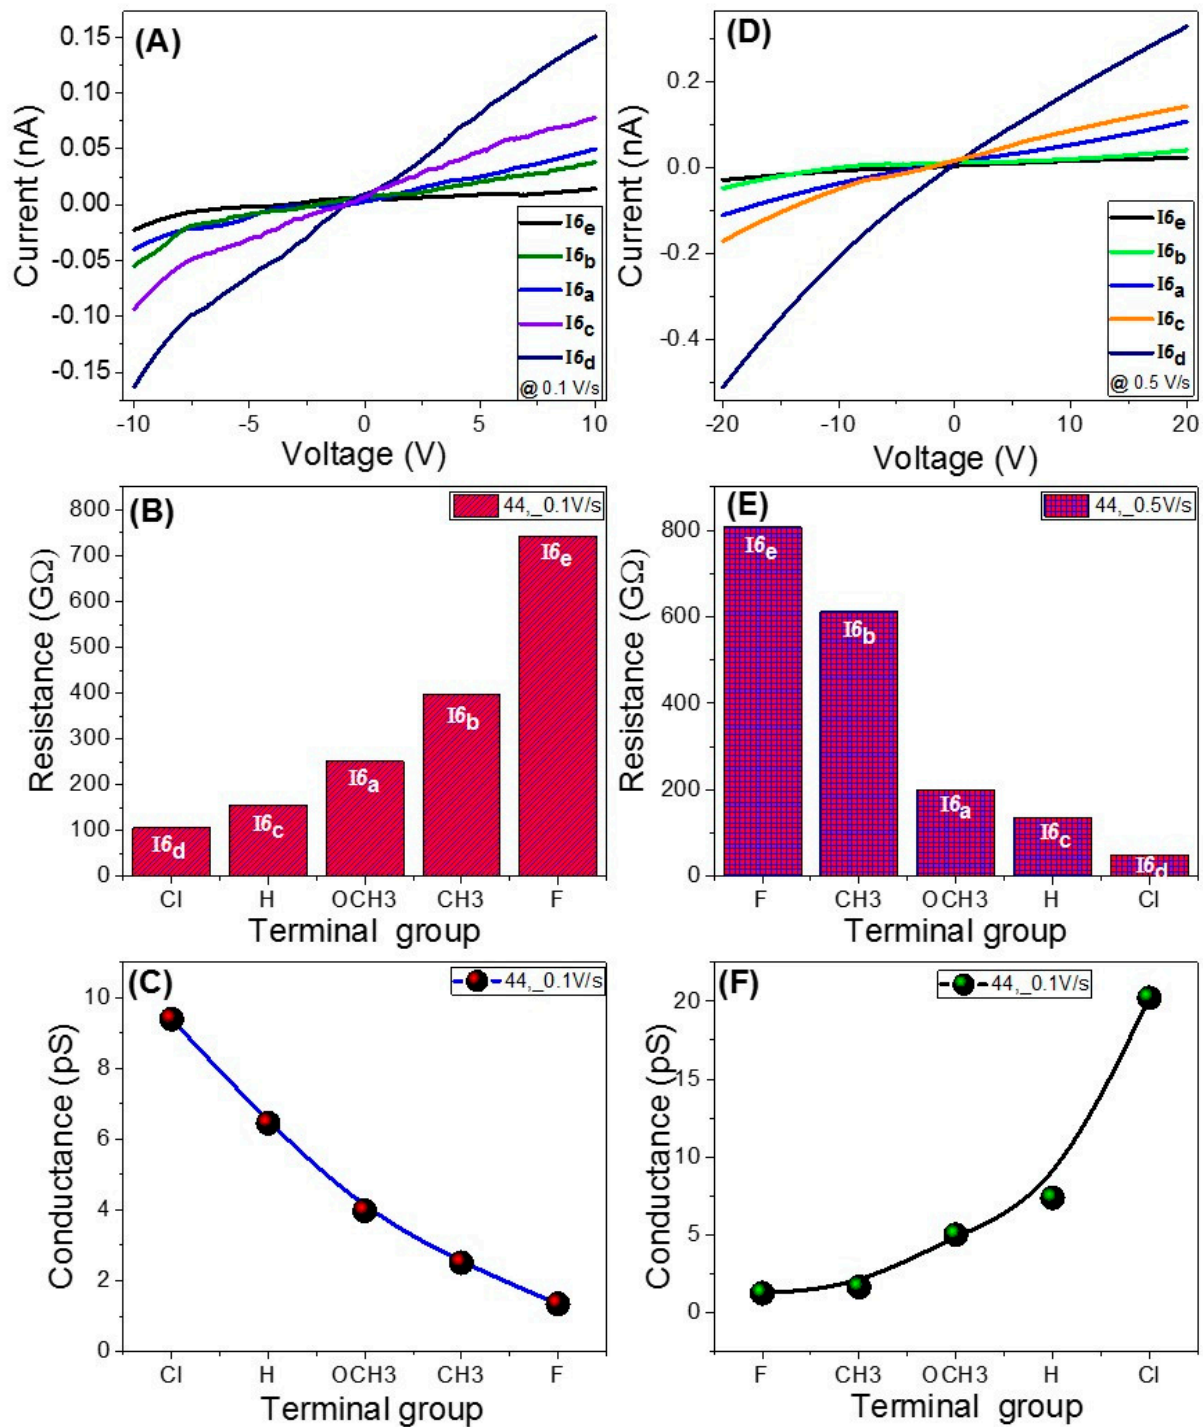 (A)
0.15
0.10
0.05
0.00
-0.05
-0.10
-0.15
Current (nA)
I6e
I6b
I6a
I6c
I6d
@ 0.1 V/s
-10 -5 0 5 10
Voltage (V)
(D)
0.2
0.0
-0.2
-0.4
Current (nA)
I6e
I6b
I6a
I6c
I6d
@ 0.5 V/s
-20 -10 0 10 20
Voltage (V)
(B)
44,_0.1V/s
800
700
600
500
400
300
200
100
0
Resistance (GΩ)
I6d
I6c
I6a
I6b
I6e
Cl H OCH3 CH3 F
Terminal group
(E)
44,_0.5V/s
800
600
400
200
0
Resistance (GΩ)
I6e
I6b
I6a
I6c
I6d
F CH3 OCH3 H Cl
Terminal group
(C)
44,_0.1V/s
10
8
6
4
2
0
Conductance (pS)
Cl H OCH3 CH3 F
Terminal group
(F)
44,_0.1V/s
20
15
10
5
0
Conductance (pS)
F CH3 OCH3 H Cl
Terminal group